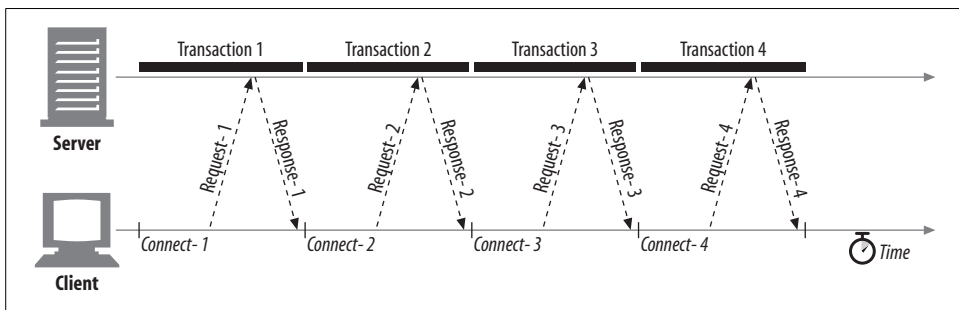 Transaction 1 Transaction 2 Transaction 3 Transaction 4
Server
Request- 1
Response- 1
Request- 2
Response- 2
Request- 3
Response- 3
Request- 4
Response- 4
Connect- 1 Connect- 2 Connect- 3 Connect- 4
Time
Client